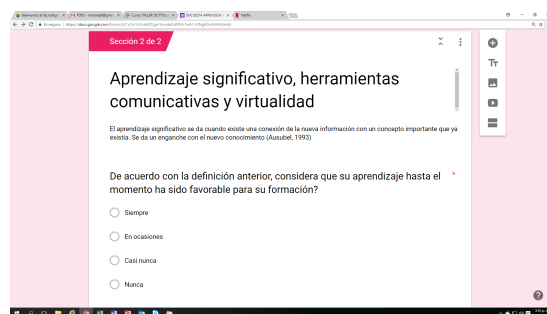 Sección 2 de 2
Aprendizaje significativo, herramientas
comunicativas y virtualidad
El aprendizaje significativo se da cuando existe una conexión de la nueva información con un concepto importante que ya
existía. Se da un enganche con el nuevo conocimiento (Ausubel, 1993)
De acuerdo con la definición anterior, considera que su aprendizaje hasta el *
momento ha sido favorable para su formación?
Siempre
En ocasiones
Casi nunca
Nunca